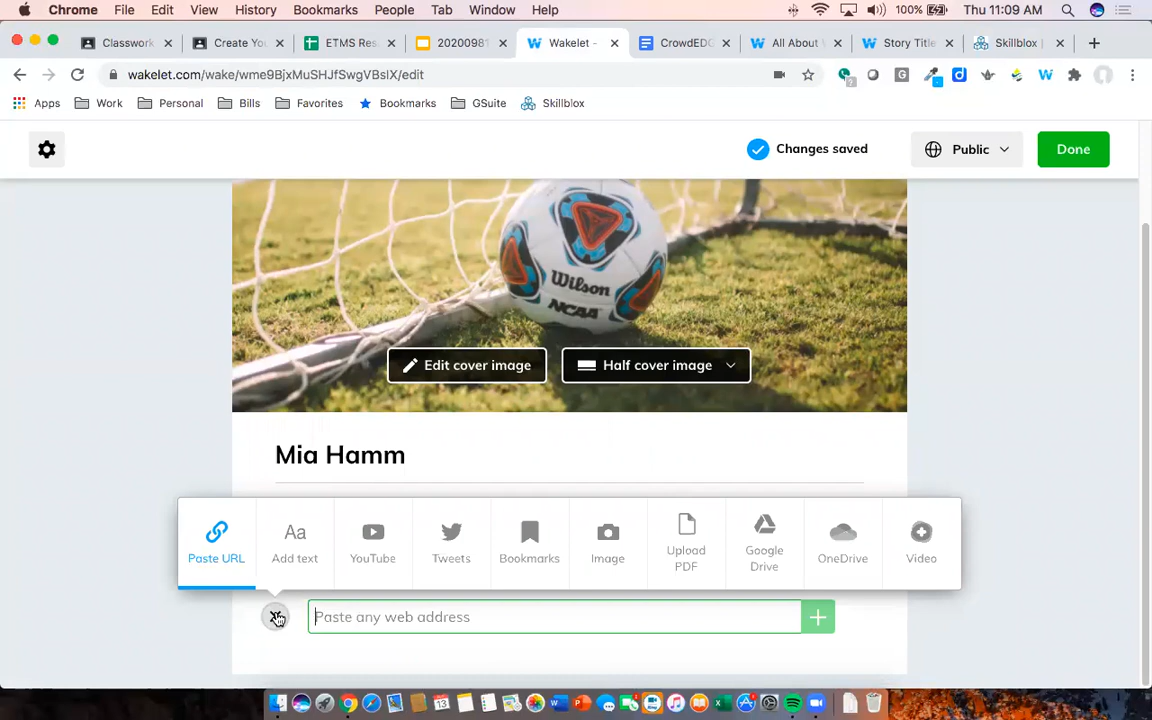 Chrome File Edit View History Bookmarks People Tab Window Help 100% Thu 11:09 AM
Classwork Create You ETMS Res 20200981 Wakelet - CrowdEDG All About Story Title Skillblox |
wakelet.com/wake/wme9BjxMuSHJfSwgVBslX/edit
Apps Work Personal Bills Favorites Bookmarks GSuite Skillblox
Changes saved Public Done
Wilson
NCAA
Edit cover image Half cover image
Mia Hamm
Paste URL Add text YouTube Tweets Bookmarks Image Upload PDF Google Drive OneDrive Video
Paste any web address